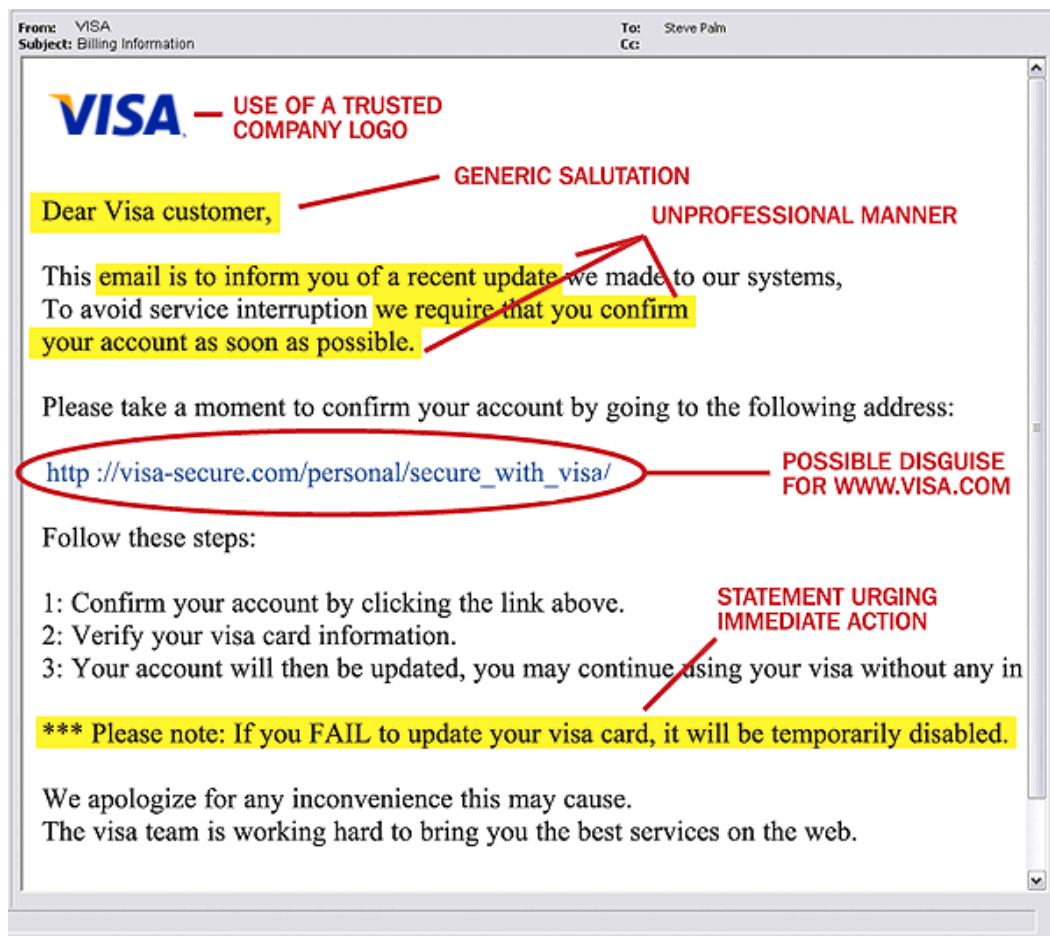 From: VISA
To: Steve Palm
Subject: Billing Information
Cc:
VISA
USE OF A TRUSTED
COMPANY LOGO
GENERIC SALUTATION
Dear Visa customer,
UNPROFESSIONAL MANNER
This email is to inform you of a recent update we made to our systems,
To avoid service interruption we require that you confirm
your account as soon as possible.
Please take a moment to confirm your account by going to the following address:
http ://visa-secure.com/personal/secure_with_visa/
POSSIBLE DISGUISE
FOR WWW.VISA.COM
Follow these steps:
1: Confirm your account by clicking the link above.
STATEMENT URGING
IMMEDIATE ACTION
2: Verify your visa card information.
3: Your account will then be updated, you may continue using your visa without any in
*** Please note: If you FAIL to update your visa card, it will be temporarily disabled.
We apologize for any inconvenience this may cause.
The visa team is working hard to bring you the best services on the web.